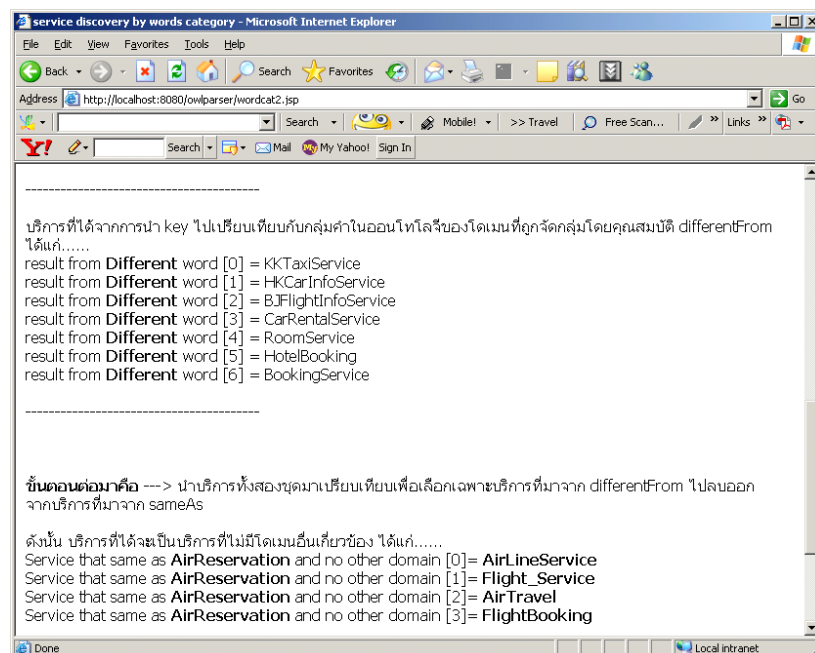 service discovery by words category - Microsoft Internet Explorer
File Edit View Favorites Tools Help
Back Search Favorites
Address http://localhost:8080/owlparser/wordcat2.jsp Go
Search Mobile! >> Travel Free Scan... » Links »
Y! Search Mail My Yahoo! Sign In
---------------------------------------
บริการที่ได้จากการนำ key ไปเปรียบเทียบกับกลุ่มคำในออนโทโลจีของโดเมนที่ถูกจัดกลุ่มโดยคุณสมบัติ differentFrom
ได้แก่......
result from Different word [0] = KKTaxiService
result from Different word [1] = HKCarInfoService
result from Different word [2] = BJFlightInfoService
result from Different word [3] = CarRentalService
result from Different word [4] = RoomService
result from Different word [5] = HotelBooking
result from Different word [6] = BookingService
---------------------------------------
ขั้นตอนต่อมาคือ ---> นำบริการทั้งสองชุดมาเปรียบเทียบเพื่อเลือกเฉพาะบริการที่มาจาก differentFrom ไปลบออก
จากบริการที่มาจาก sameAs
ดังนั้น บริการที่ได้จะเป็นบริการที่ไม่มีโดเมนอื่นเกี่ยวข้อง ได้แก่......
Service that same as AirReservation and no other domain [0]= AirLineService
Service that same as AirReservation and no other domain [1]= Flight_Service
Service that same as AirReservation and no other domain [2]= AirTravel
Service that same as AirReservation and no other domain [3]= FlightBooking
Done Local intranet